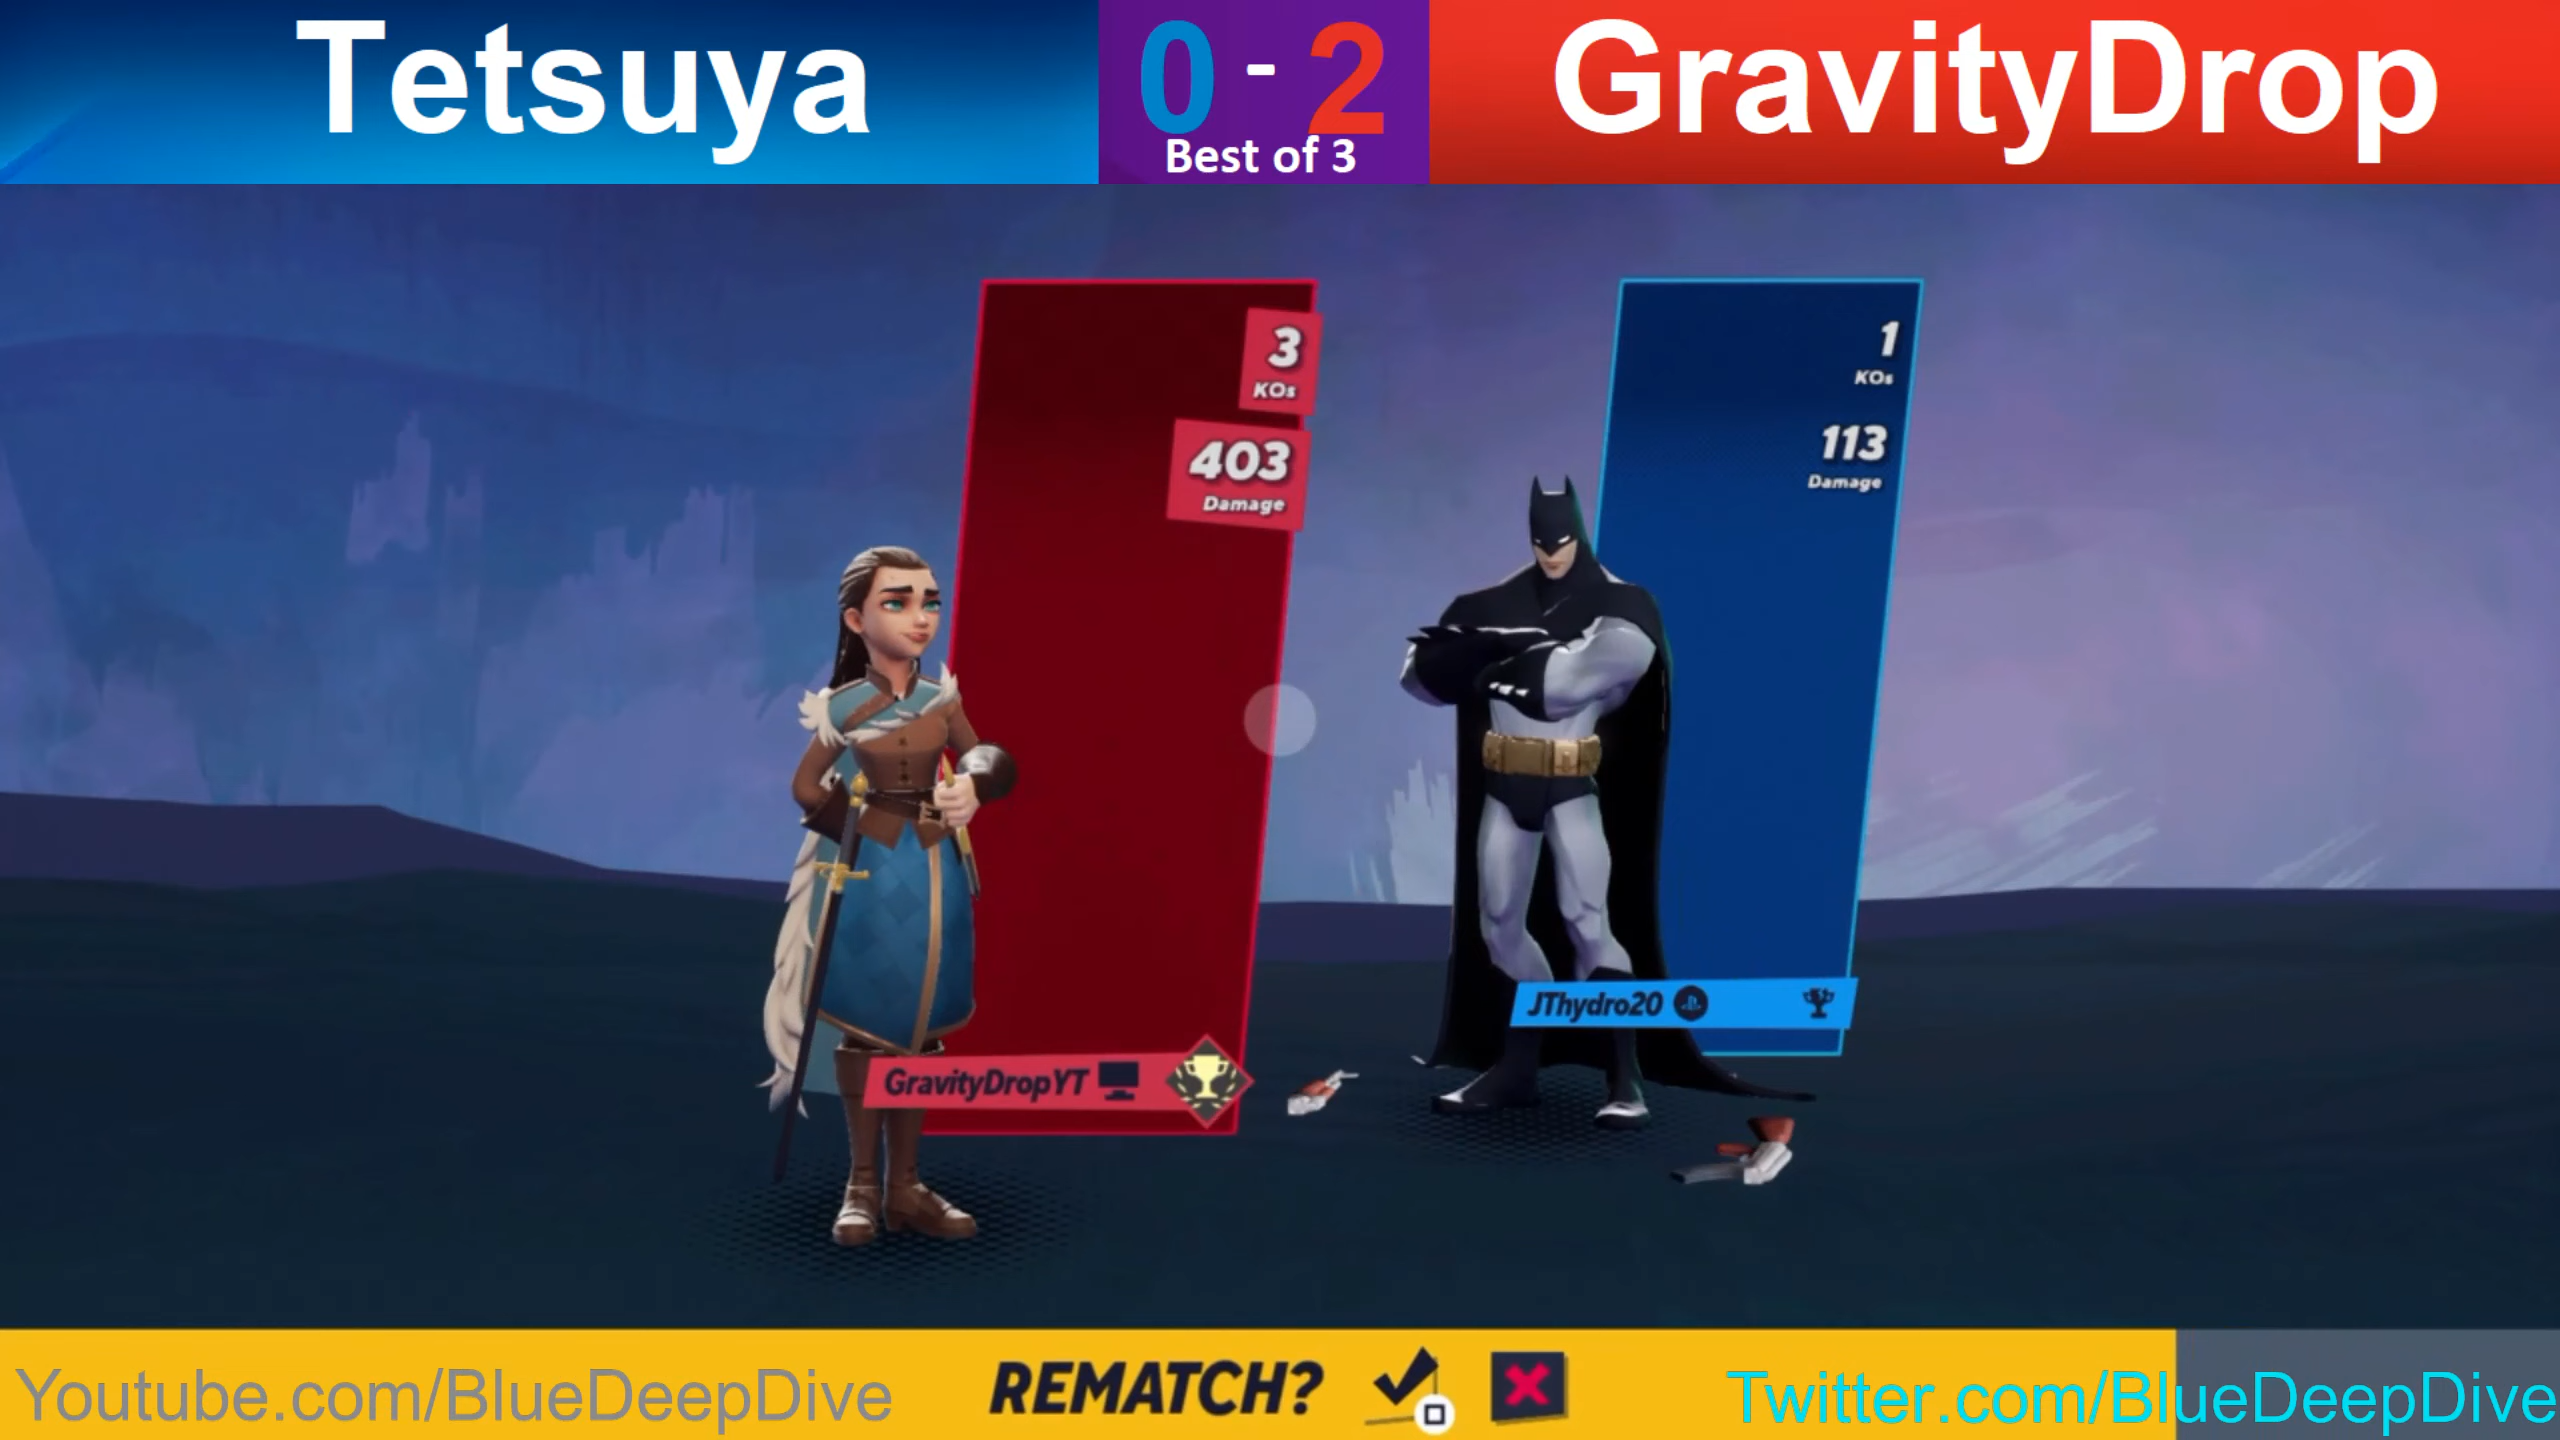 Tetsuya
0 - 2
Best of 3
GravityDrop
3
KOs
403
Damage
1
KOs
113
Damage
JThydro20
GravityDropYT
REMATCH?
Youtube.com/BlueDeepDive
Twitter.com/BlueDeepDive